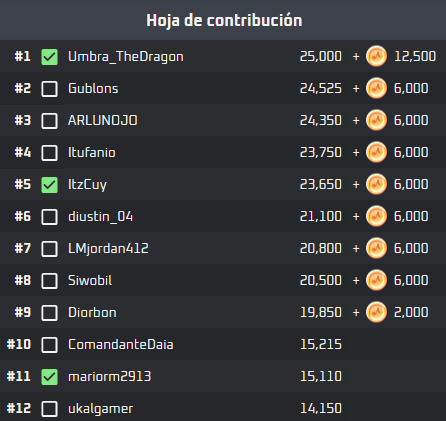 Hoja de contribución
#1 Umbra_TheDragon 25,000 + 12,500
#2 Gublons 24,525 + 6,000
#3 ARLUNOJO 24,350 + 6,000
#4 Itufanio 23,750 + 6,000
#5 ItzCuy 23,650 + 6,000
#6 diustin_04 21,100 + 6,000
#7 LMjordan412 20,800 + 6,000
#8 Siwobil 20,500 + 6,000
#9 Diorbon 19,850 + 2,000
#10 ComandanteDaia 15,215
#11 mariorm2913 15,110
#12 ukalgamer 14,150